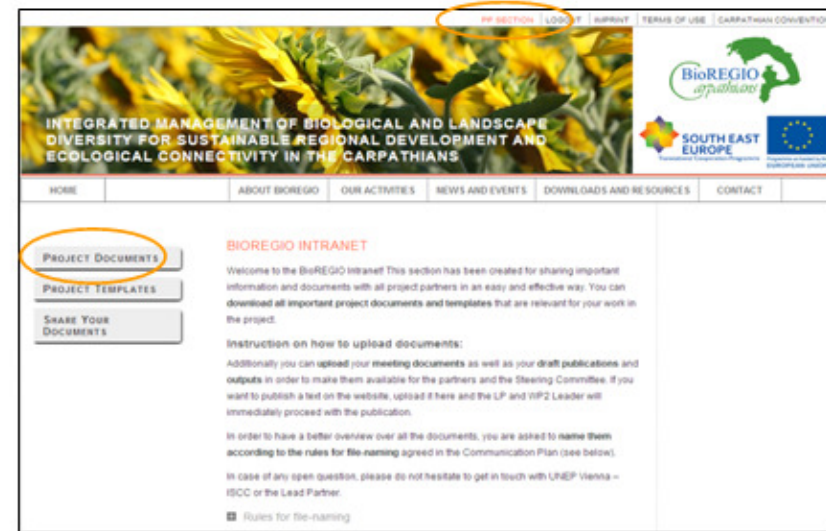 PP SECTION LOGOUT IMPRINT TERMS OF USE CARPATHIAN CONVENTION
INTEGRATED MANAGEMENT OF BIOLOGICAL AND LANDSCAPE
DIVERSITY FOR SUSTAINABLE REGIONAL DEVELOPMENT AND
ECOLOGICAL CONNECTIVITY IN THE CARPATHIANS
BioREGIO
Carpathians
SOUTH EAST
EUROPE
Transnational Cooperation Programme
EUROPEAN UNION
HOME ABOUT BIOREGIO OUR ACTIVITIES NEWS AND EVENTS DOWNLOADS AND RESOURCES CONTACT
PROJECT DOCUMENTS
PROJECT TEMPLATES
SHARE YOUR
DOCUMENTS
BIOREGIO INTRANET
Welcome to the BioREGIO Intranet! This section has been created for sharing important
information and documents with all project partners in an easy and effective way. You can
download all important project documents and templates that are relevant for your work in
the project.
Instruction on how to upload documents:
Additionally you can upload your meeting documents as well as your draft publications and
outputs in order to make them available for the partners and the Steering Committee. If you
want to publish a text on the website, upload it here and the LP and WP2 Leader will
immediately proceed with the publication.
In order to have a better overview over all the documents, you are asked to name them
according to the rules for file-naming agreed in the Communication Plan (see below).
In case of any open question, please do not hesitate to get in touch with UNEP Vienna –
ISCC or the Lead Partner.
Rules for file-naming